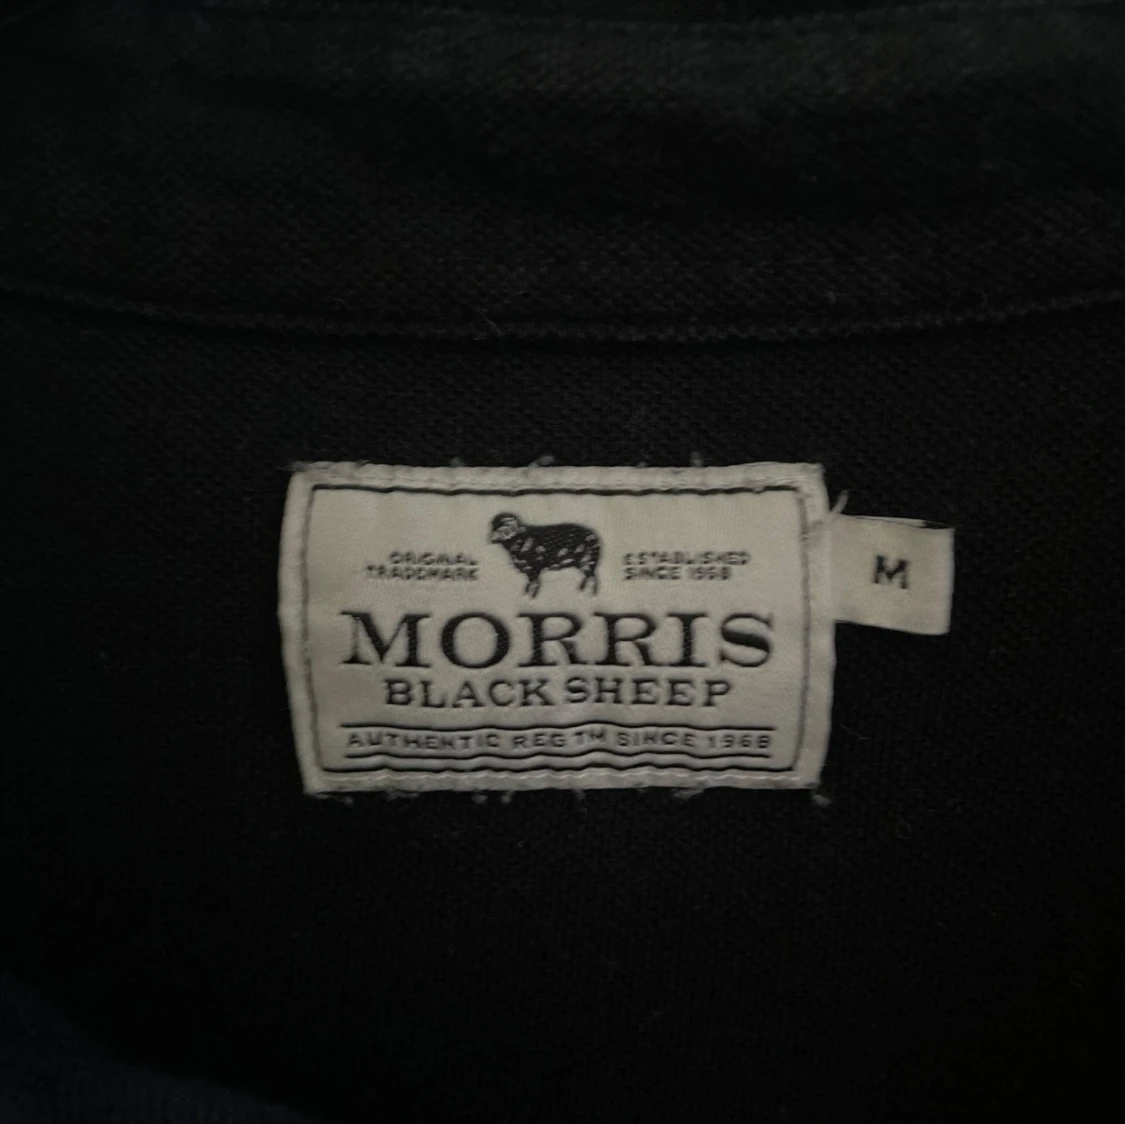 ORIGINAL
TRADEMARK
ESTABLISHED
SINCE 1968
MORRIS
BLACK SHEEP
AUTHENTIC REG TM SINCE 1968
M